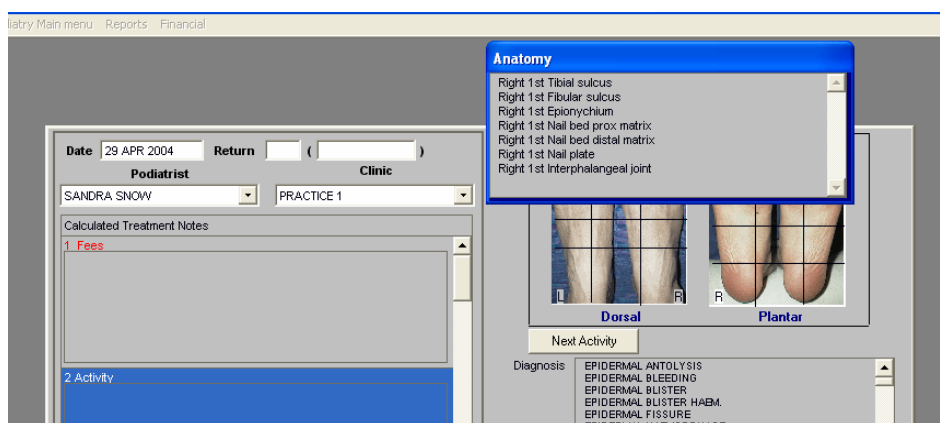 iatry Main menu Reports Financial
Anatomy
Right 1st Tibial sulcus
Right 1st Fibular sulcus
Right 1st Epionychium
Right 1st Nail bed prox matrix
Right 1st Nail bed distal matrix
Right 1st Nail plate
Right 1st Interphalangeal joint
Date 29 APR 2004 Return ( )
Podiatrist Clinic
SANDRA SNOW PRACTICE 1
Calculated Treatment Notes
1 Fees
2 Activity
L R R
Dorsal Plantar
Next Activity
Diagnosis EPIDERMAL ANTOLYSIS
EPIDERMAL BLEEDING
EPIDERMAL BLISTER
EPIDERMAL BLISTER HAEM.
EPIDERMAL FISSURE